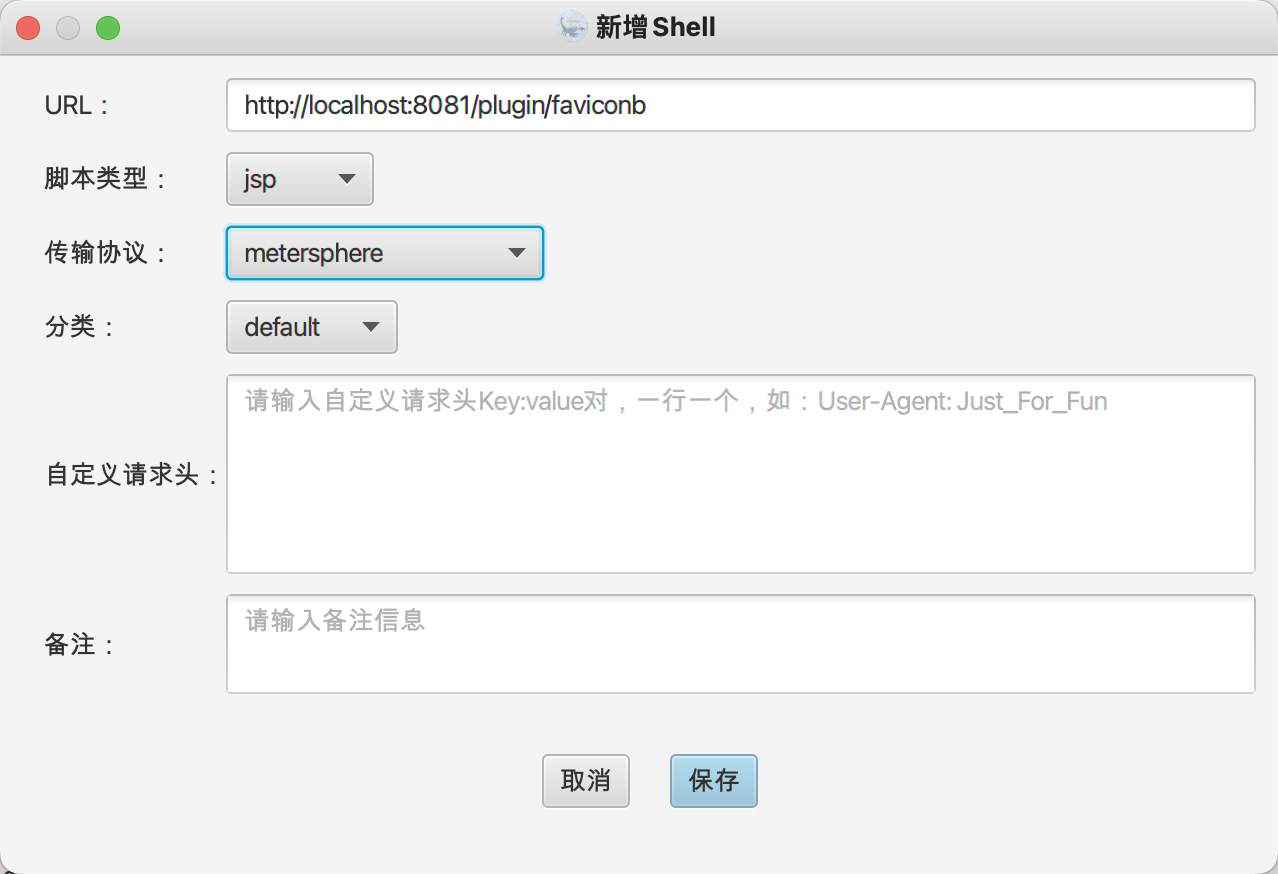 新增Shell
URL：
http://localhost:8081/plugin/faviconb
脚本类型：
jsp
传输协议：
metersphere
分类：
default
自定义请求头：
请输入自定义请求头Key:value对，一行一个，如：User-Agent: Just_For_Fun
备注：
请输入备注信息
取消
保存